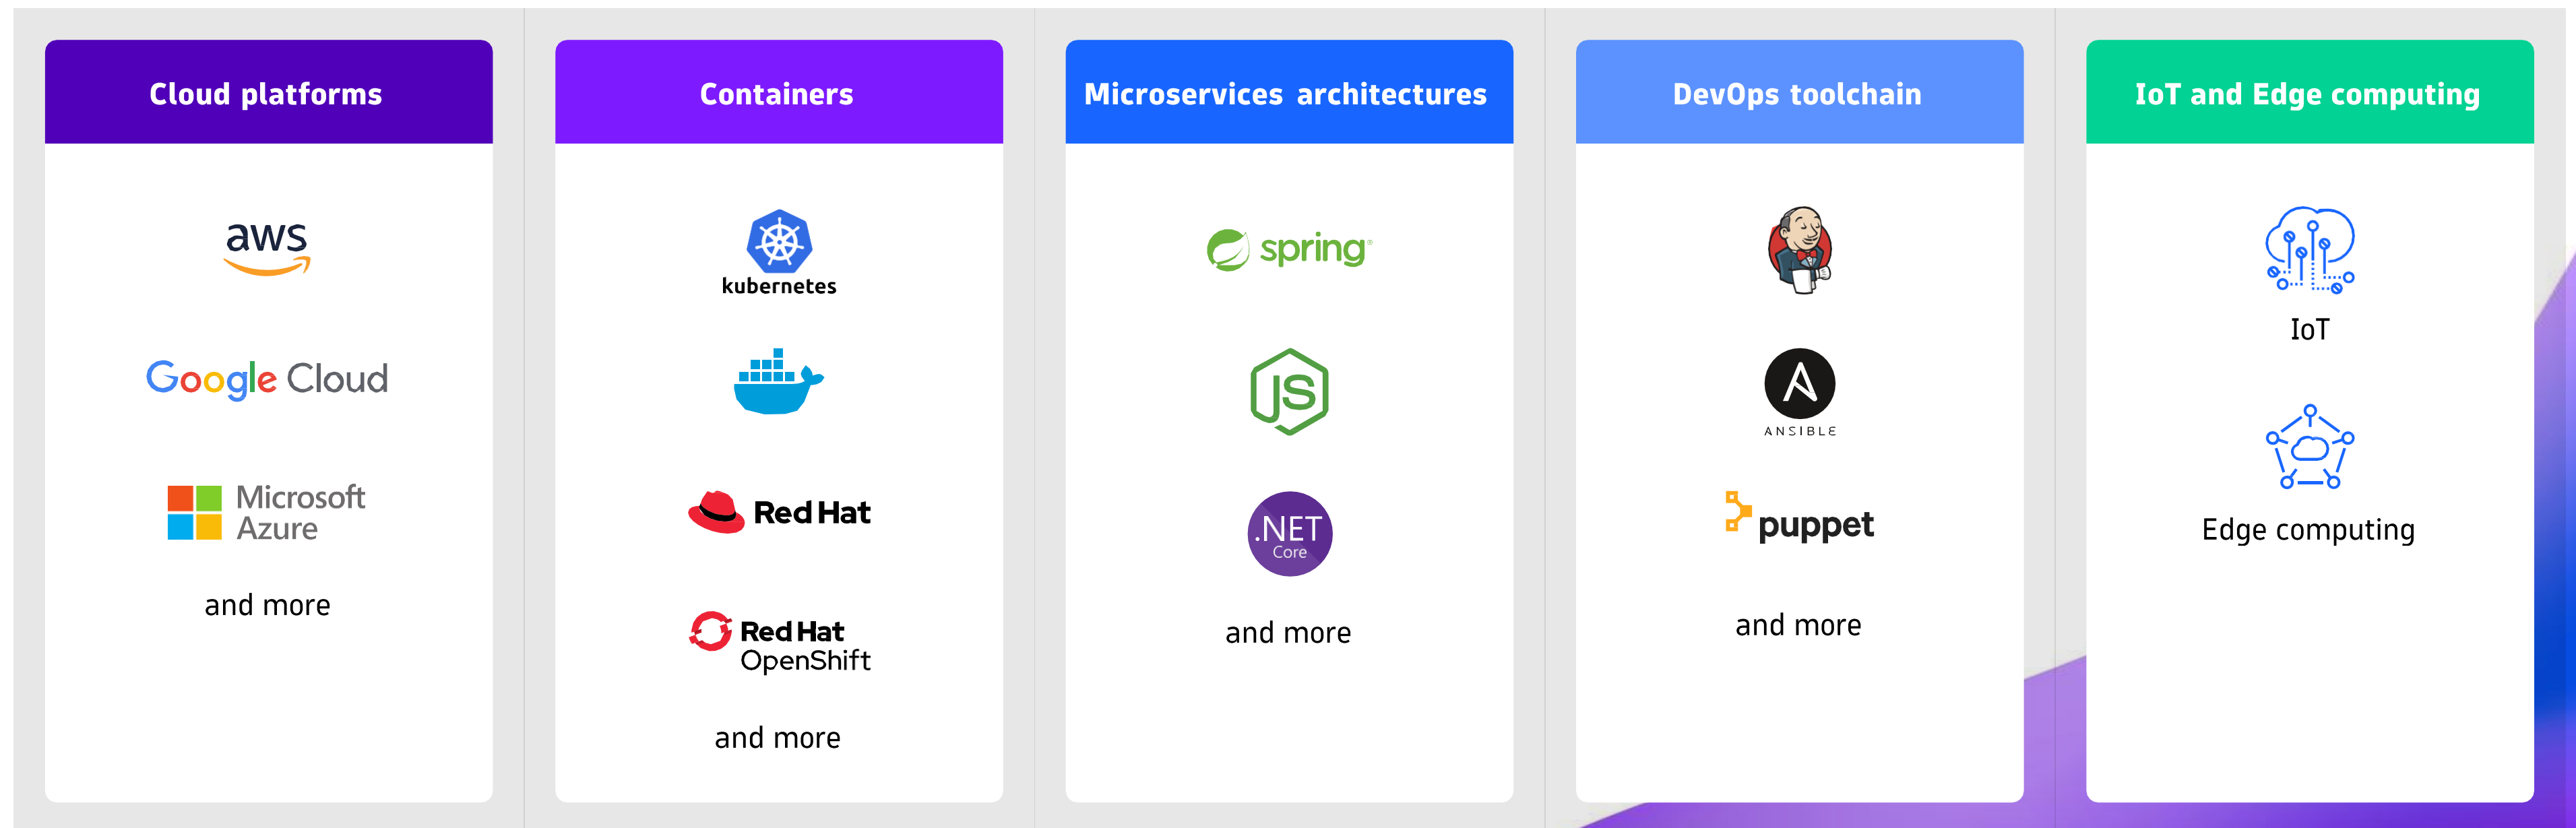 Cloud platforms
aws
Google Cloud
Microsoft
Azure
and more
Containers
kubernetes
Red Hat
Red Hat
OpenShift
and more
Microservices architectures
spring®
JS
.NET
Core
and more
DevOps toolchain
A
ANSIBLE
puppet
and more
IoT and Edge computing
IoT
Edge computing